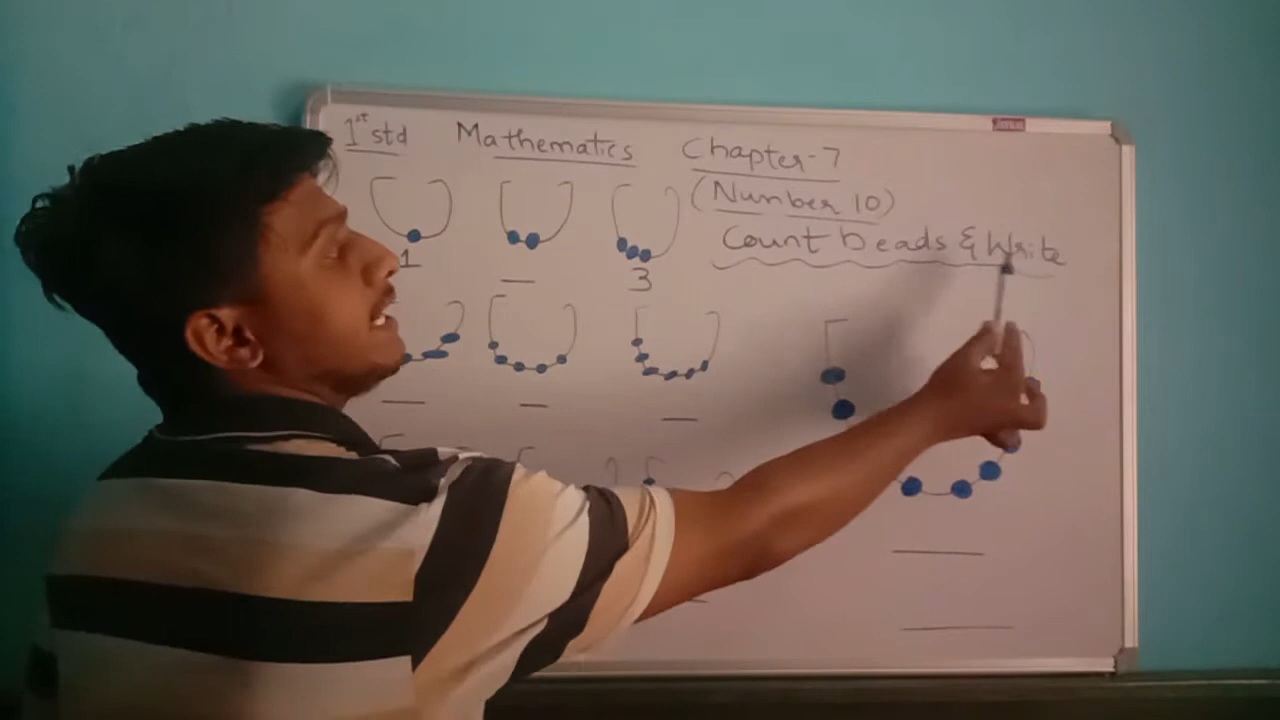 1st std Mathematics Chapter-7
(Number 10)
Count beads & Write
1 3